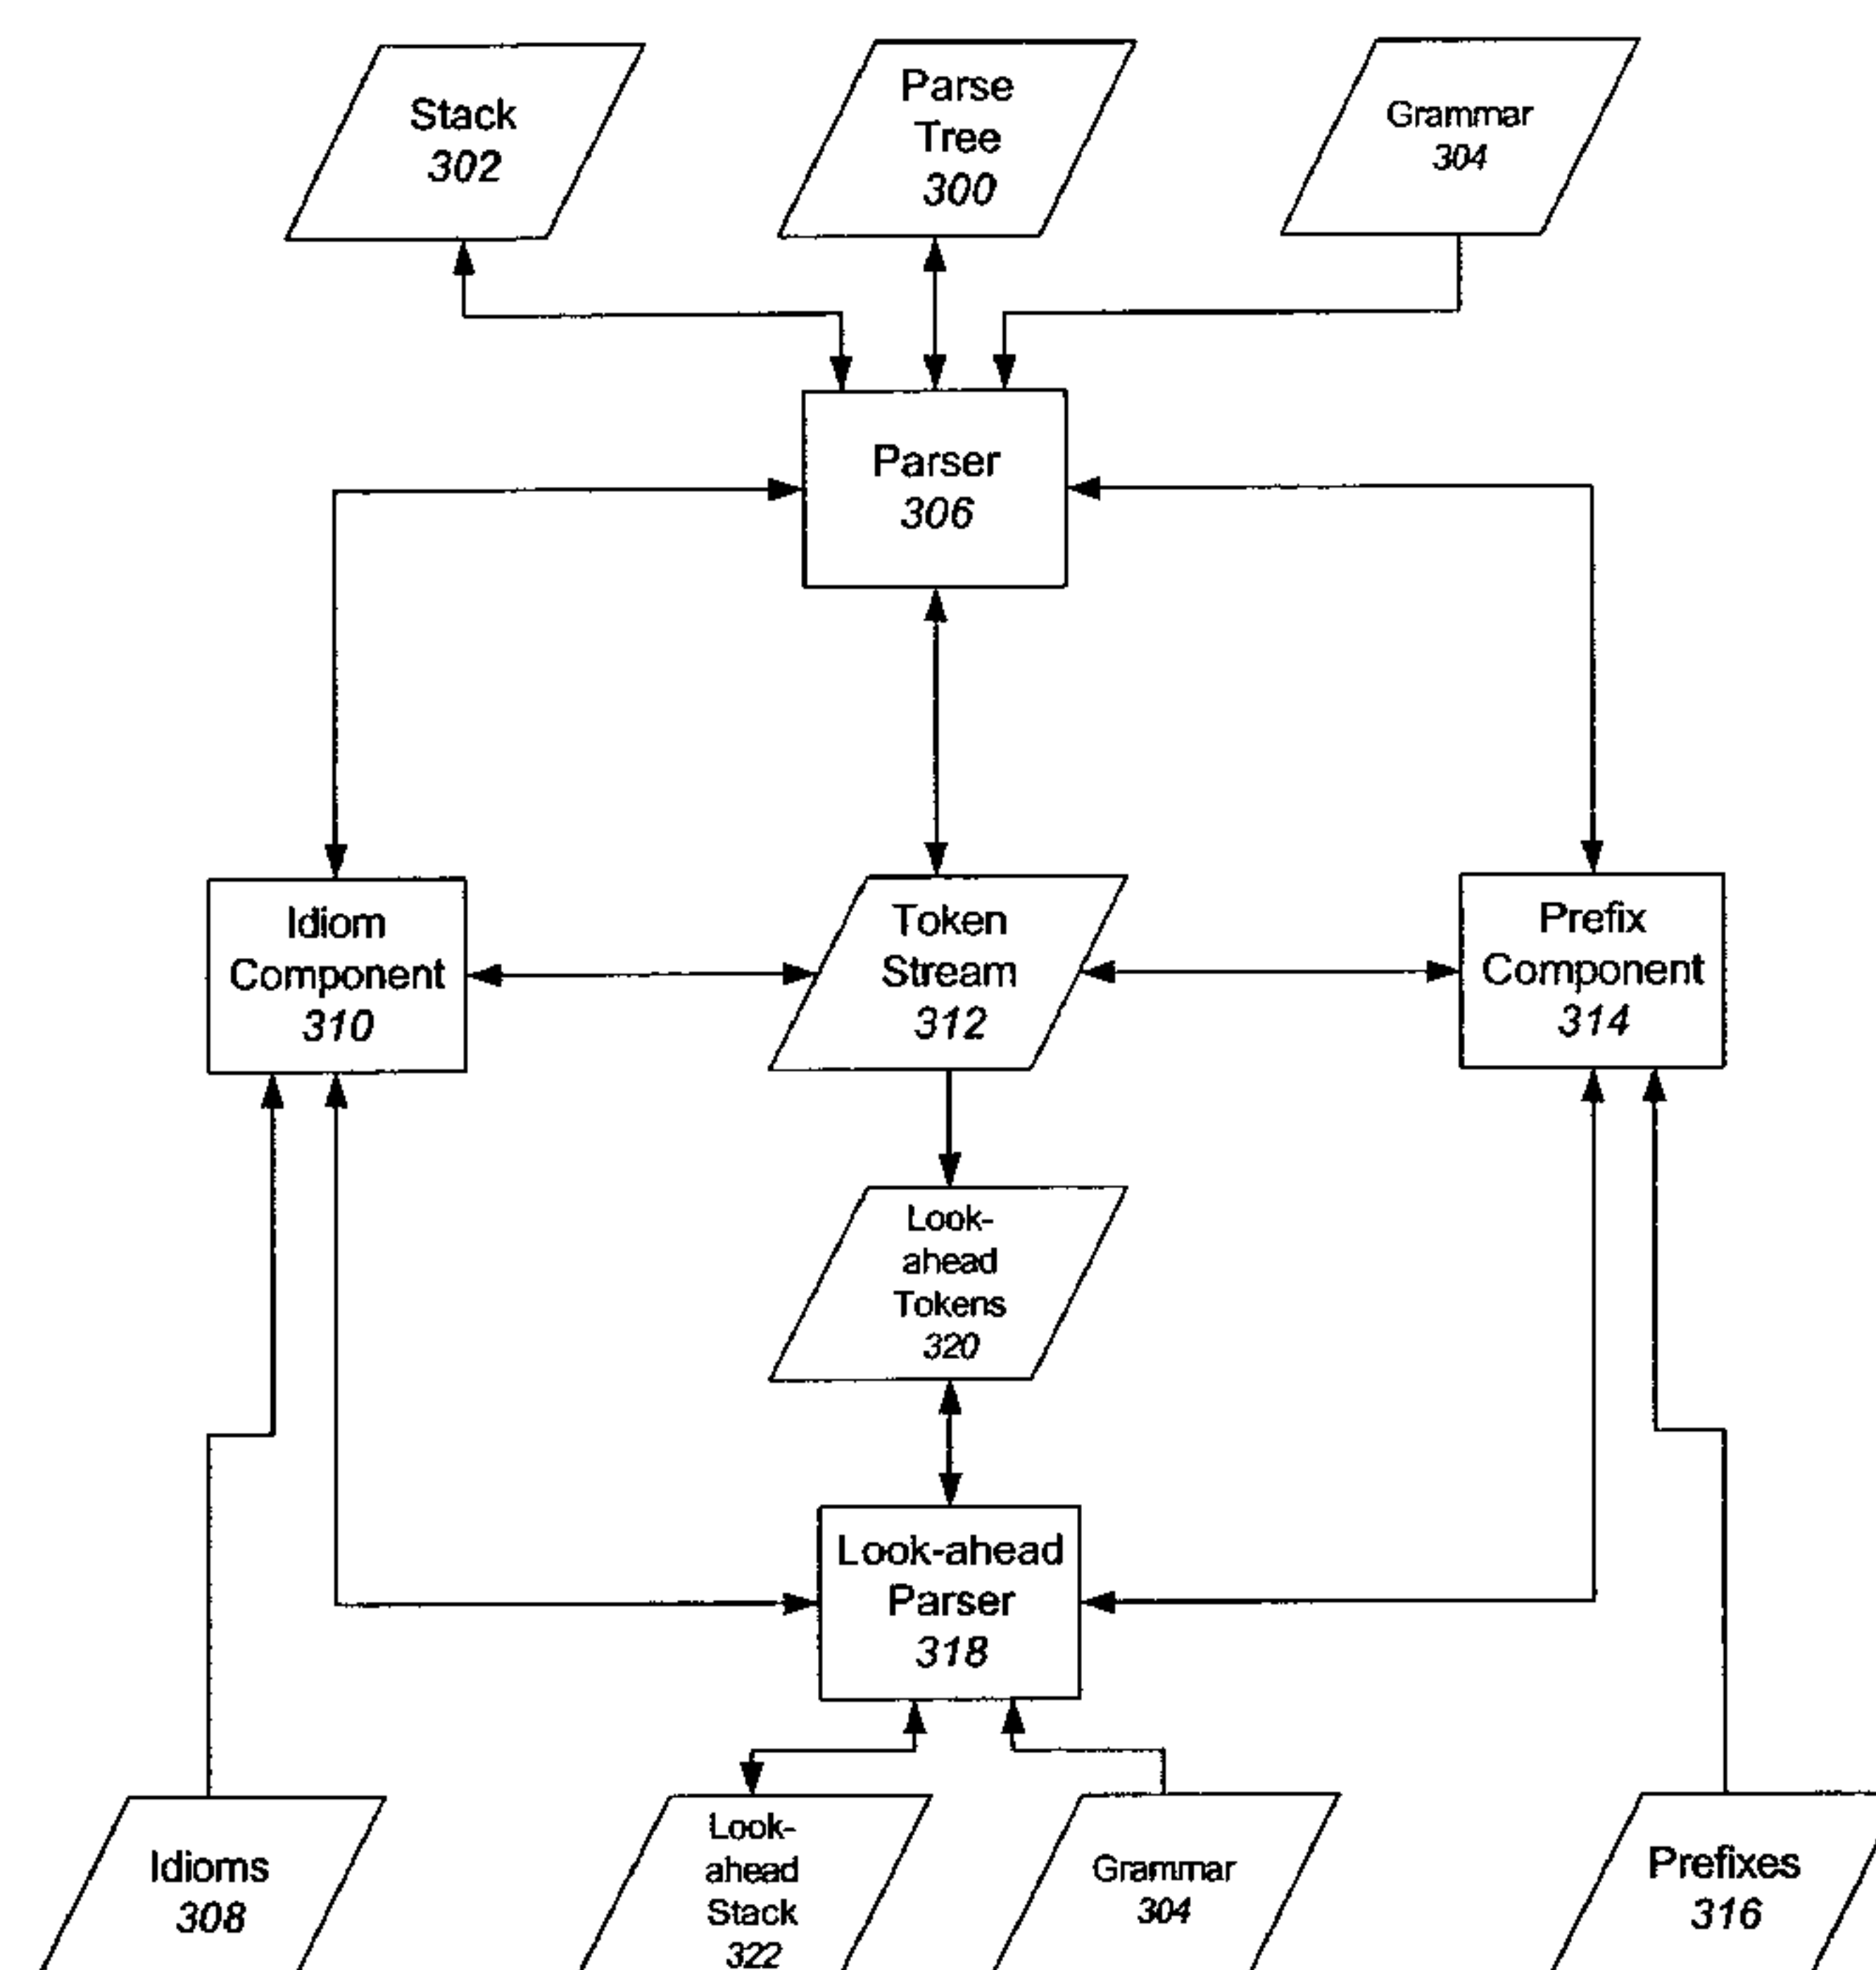 Stack
302
Parse
Tree
300
Grammar
304
Parser
306
Idiom
Component
310
Token
Stream
312
Prefix
Component
314
Look-
ahead
Tokens
320
Look-ahead
Parser
318
Idioms
308
Look-
ahead
Stack
322
Grammar
304
Prefixes
316